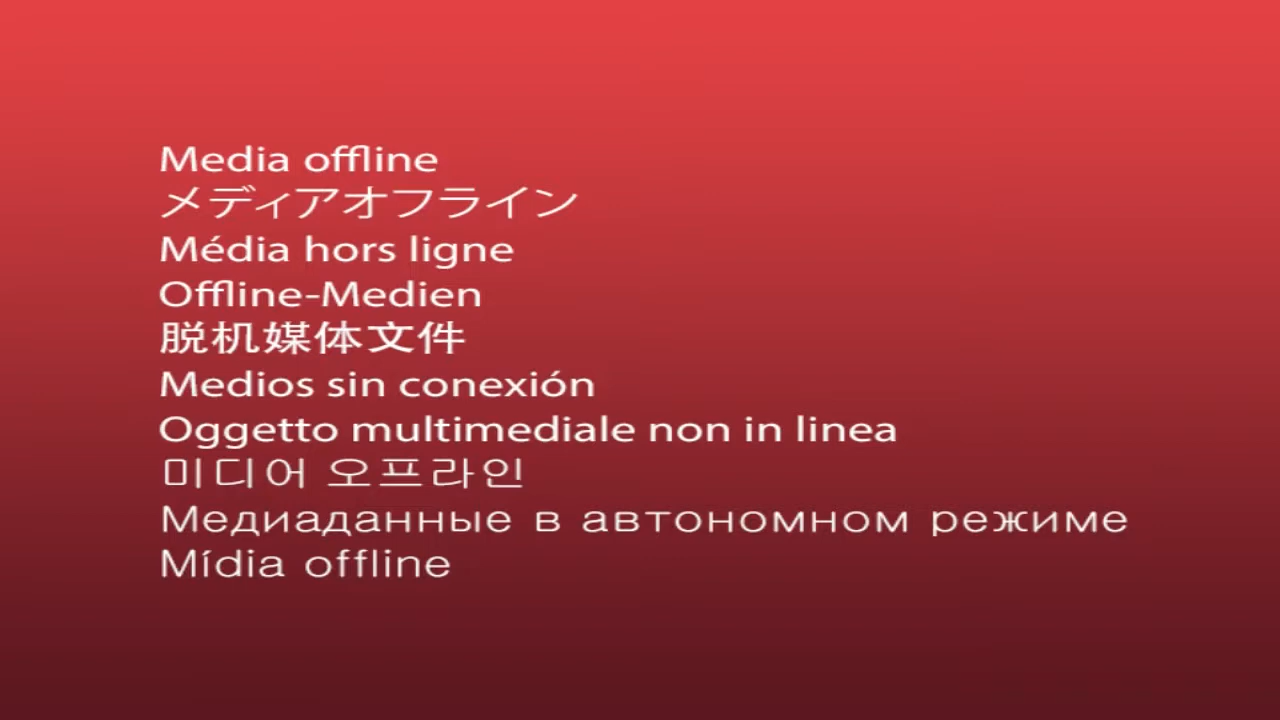 Media offline
メディアオフライン
Média hors ligne
Offline-Medien
脱机媒体文件
Medios sin conexión
Oggetto multimediale non in linea
미디어 오프라인
Медиаданные в автономном режиме
Mídia offline